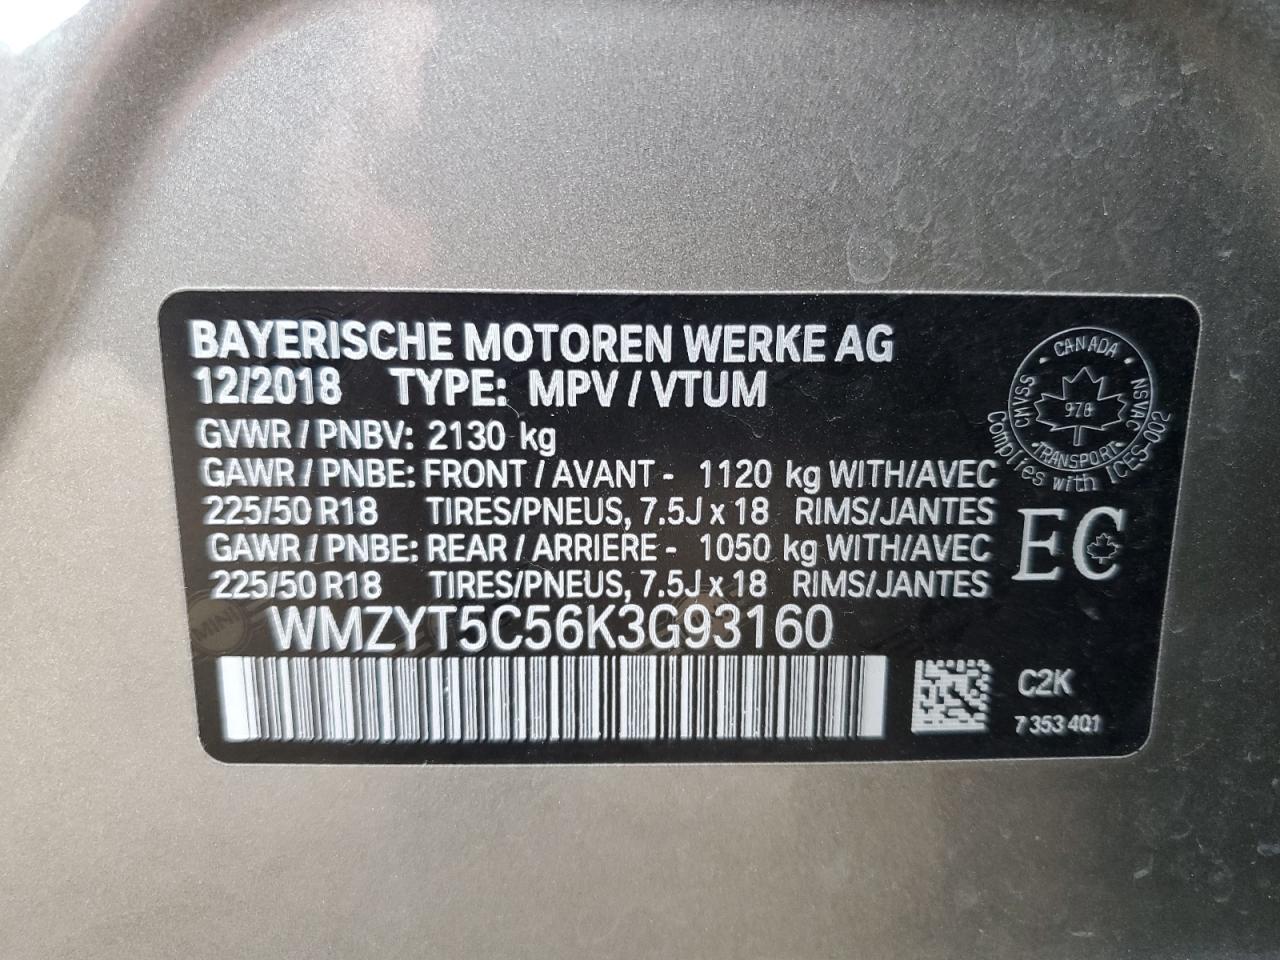 BAYERISCHE MOTOREN WERKE AG
12/2018 TYPE: MPV / VTUM
GVWR / PNBV: 2130 kg
GAWR / PNBE: FRONT / AVANT - 1120 kg WITH/AVEC
225/50 R18 TIRES/PNEUS, 7.5J x 18 RIMS/JANTES
GAWR / PNBE: REAR / ARRIERE - 1050 kg WITH/AVEC
225/50 R18 TIRES/PNEUS, 7.5J x 18 RIMS/JANTES
WMZYT5C56K3G93160
MINI
CANADA
CMVSS
NSVAC
978
TRANSPORT
Complies with ICES-002
EC
C2K
7 353 401